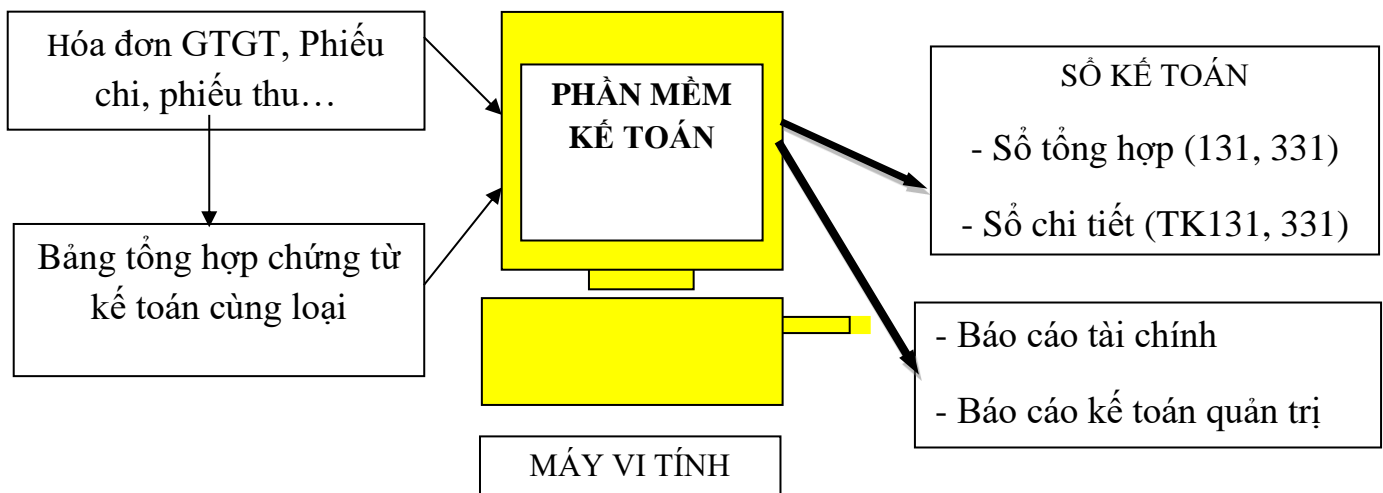 Hóa đơn GTGT, Phiếu
chi, phiếu thu…
Bảng tổng hợp chứng từ
kế toán cùng loại
PHẦN MỀM
KẾ TOÁN
MÁY VI TÍNH
SỔ KẾ TOÁN
- Sổ tổng hợp (131, 331)
- Sổ chi tiết (TK131, 331)
- Báo cáo tài chính
- Báo cáo kế toán quản trị